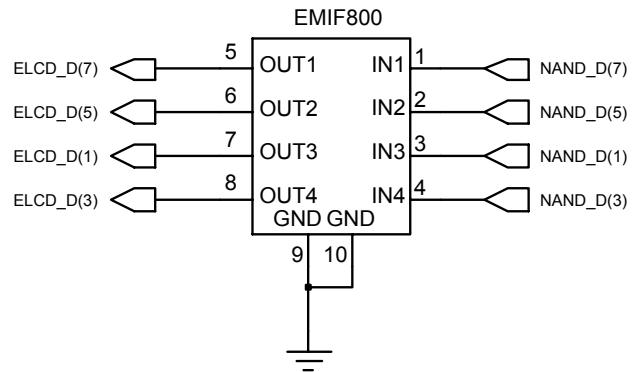 EMIF800
ELCD_D(7) 5 OUT1 IN1 1 NAND_D(7)
ELCD_D(5) 6 OUT2 IN2 2 NAND_D(5)
ELCD_D(1) 7 OUT3 IN3 3 NAND_D(1)
ELCD_D(3) 8 OUT4 IN4 4 NAND_D(3)
GND GND
9 10